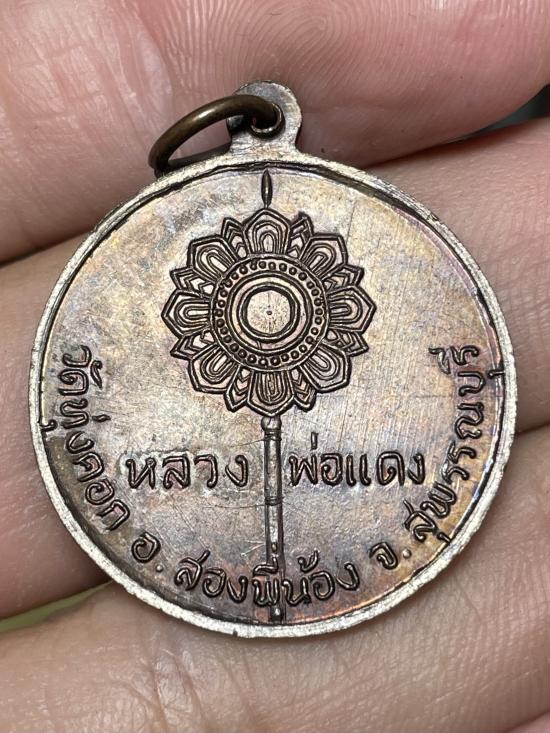 หลวง พ่อแดง
วัดทุ่งคอก อ. สองพี่น้อง จ. สุพรรณบุรี